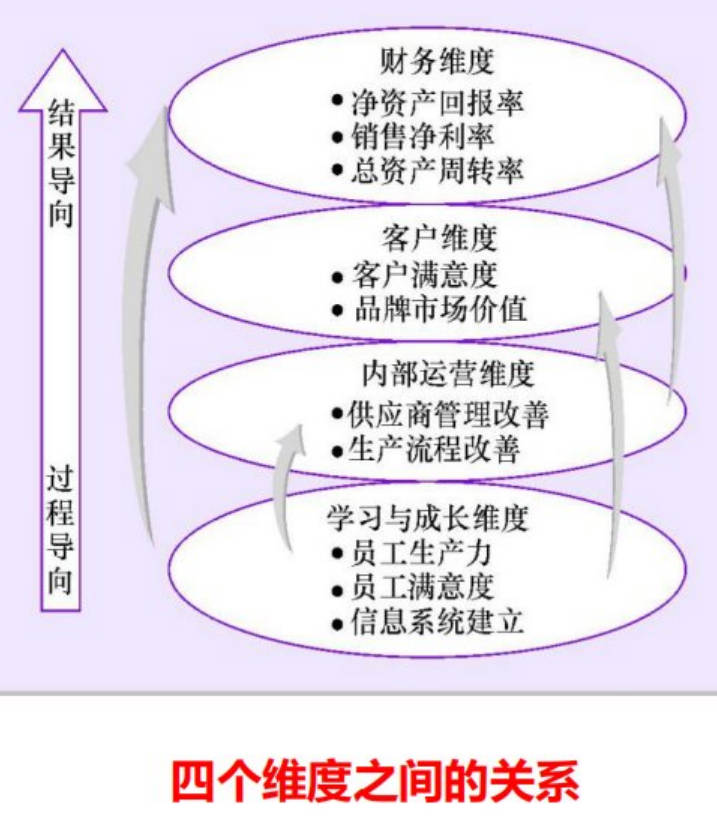 结果导向
过程导向
财务维度
●净资产回报率
●销售净利率
●总资产周转率
客户维度
●客户满意度
●品牌市场价值
内部运营维度
●供应商管理改善
●生产流程改善
学习与成长维度
●员工生产力
●员工满意度
●信息系统建立
四个维度之间的关系